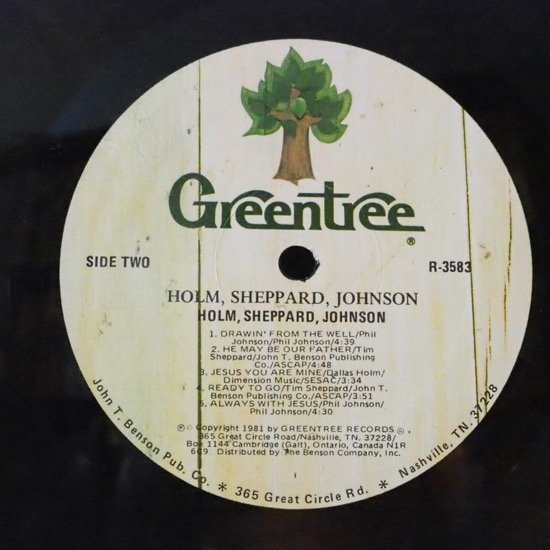 Greentree
®
SIDE TWO
R-3583
HOLM, SHEPPARD, JOHNSON
HOLM, SHEPPARD, JOHNSON
1. DRAWIN' FROM THE WELL/Phil
Johnson/Phil Johnson/4:39
2. HE MAY BE OUR FATHER/Tim
Sheppard/John T. Benson Publishing
Co./ASCAP/4:48
3. JESUS YOU ARE MINE/Dallas Holm/
Dimension Music/SESAC/3:34
4. READY TO GO/Tim Sheppard/John T.
Benson Publishing Co./ASCAP/3:51
5. ALWAYS WITH JESUS/Phil Johnson/
Phil Johnson/4:30
℗© Copyright 1981 by GREENTREE RECORDS
365 Great Circle Road/Nashville, TN. 37228/
Box 1144 Cambridge (Galt), Ontario, Canada N1R
6C9. Distributed by The Benson Company, Inc.
John T. Benson Pub. Co. * 365 Great Circle Rd. * Nashville, TN. 37228